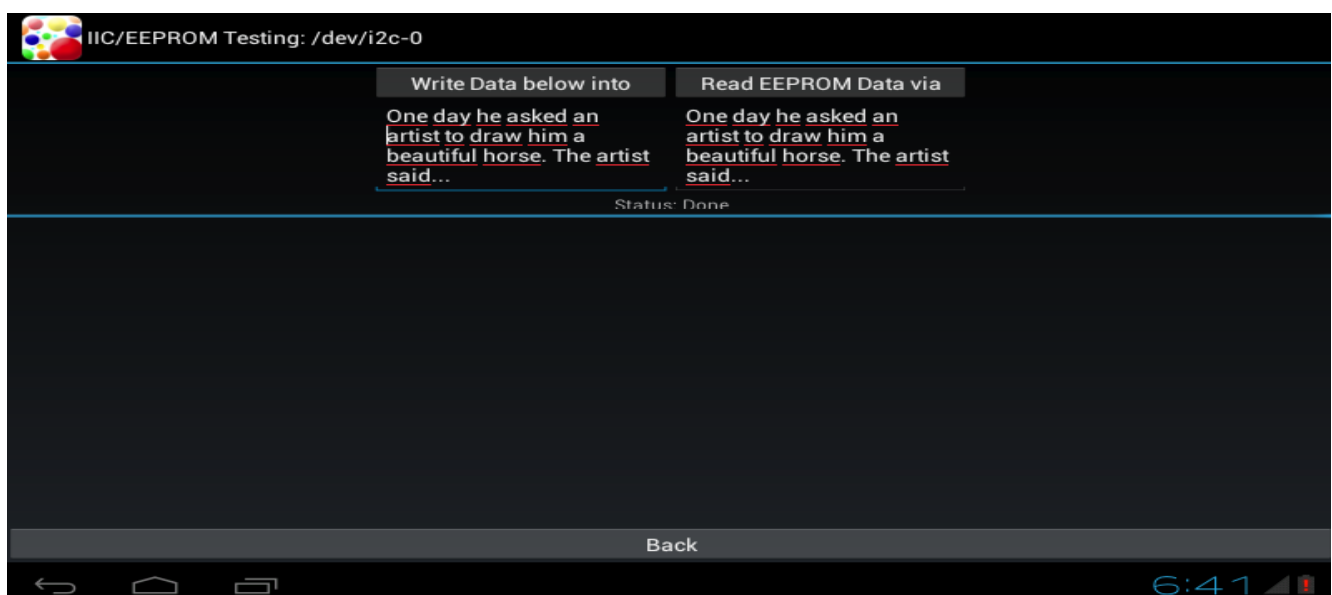 IIC/EEPROM Testing: /dev/i2c-0
Write Data below into
Read EEPROM Data via
One day he asked an
artist to draw him a
beautiful horse. The artist
said...
One day he asked an
artist to draw him a
beautiful horse. The artist
said...
Status: Done
Back
6:41